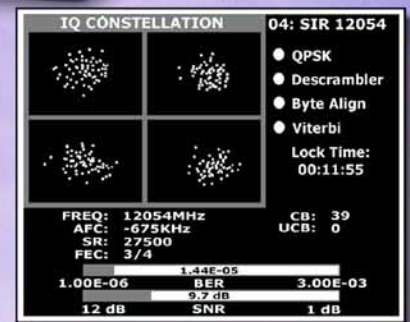 IQ CONSTELLATION
04: SIR 12054
QPSK
Descrambler
Byte Align
Viterbi
Lock Time:
00:11:55
FREQ: 12054MHz
AFC: -675KHz
SR: 27500
FEC: 3/4
CB: 39
UCB: 0
1.44E-05
1.00E-06 BER 3.00E-03
9.7 dB
12 dB SNR 1 dB